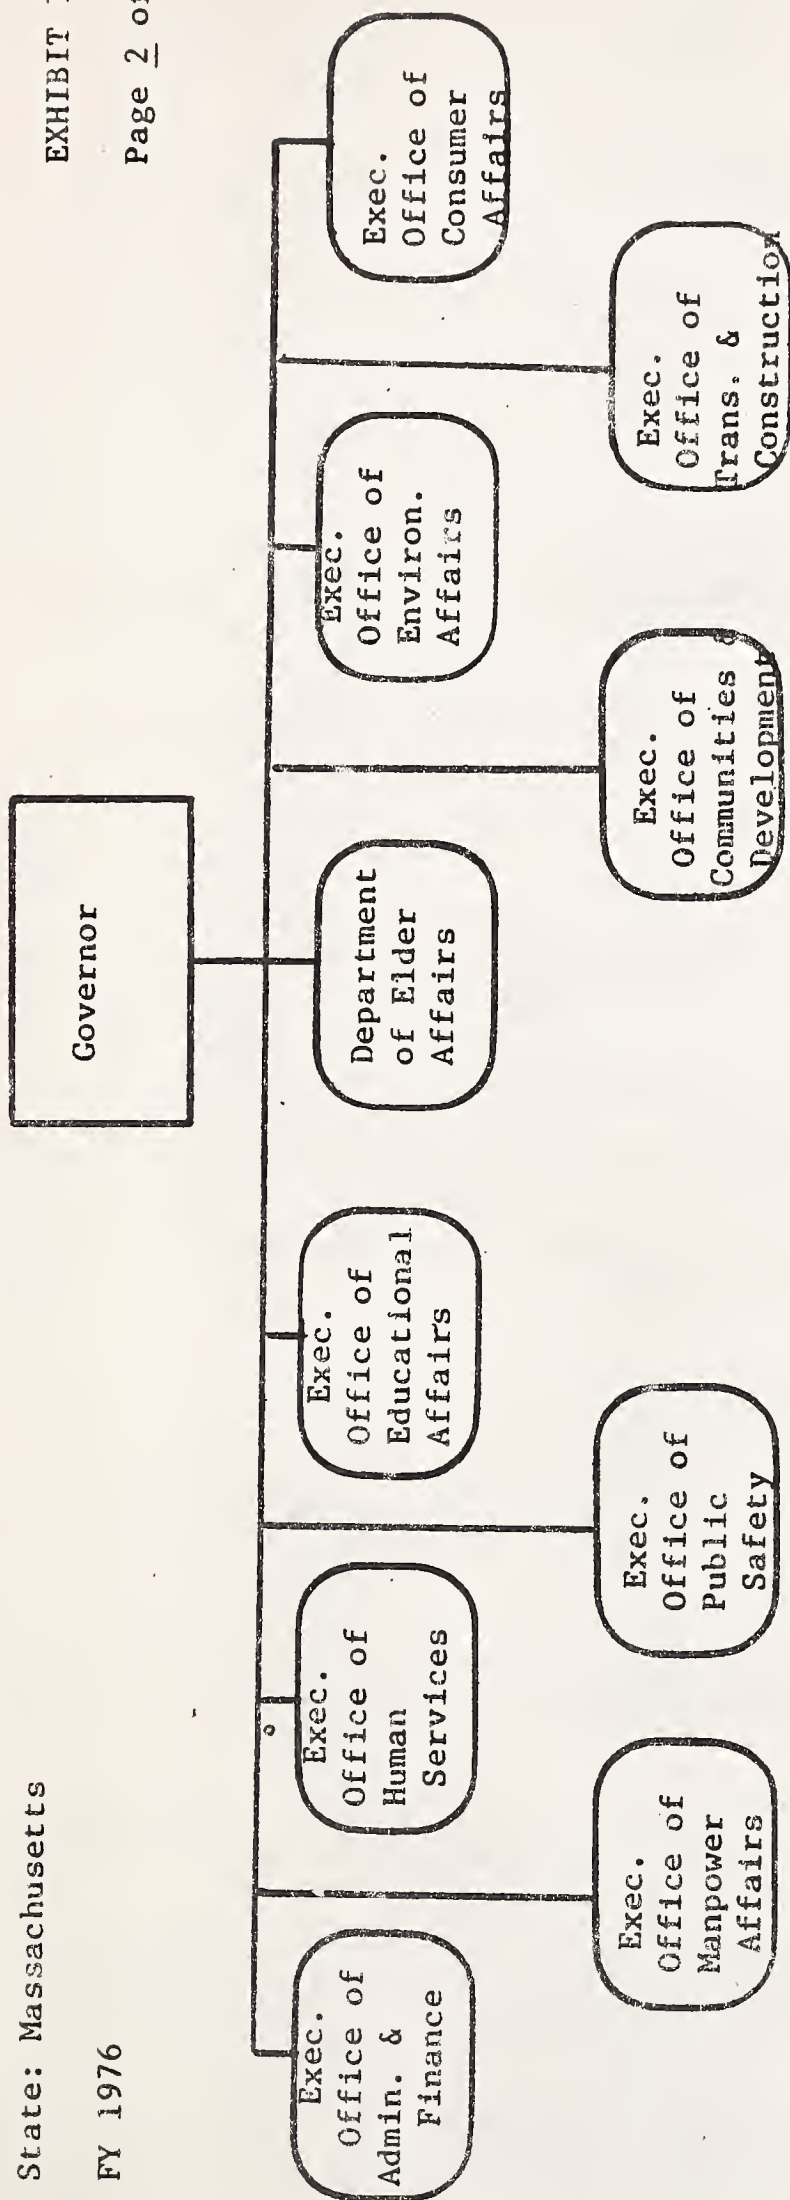 State: Massachusetts
FY 1976
EXHIBIT
Page 2 of
Governor
Exec.
Office of
Admin. &
Finance
Exec.
Office of
Human
Services
Exec.
Office of
Educational
Affairs
Department
of Elder
Affairs
Exec.
Office of
Environ.
Affairs
Exec.
Office of
Consumer
Affairs
Exec.
Office of
Manpower
Affairs
Exec.
Office of
Public
Safety
Exec.
Office of
Communities &
Development
Exec.
Office of
Trans. &
Construction